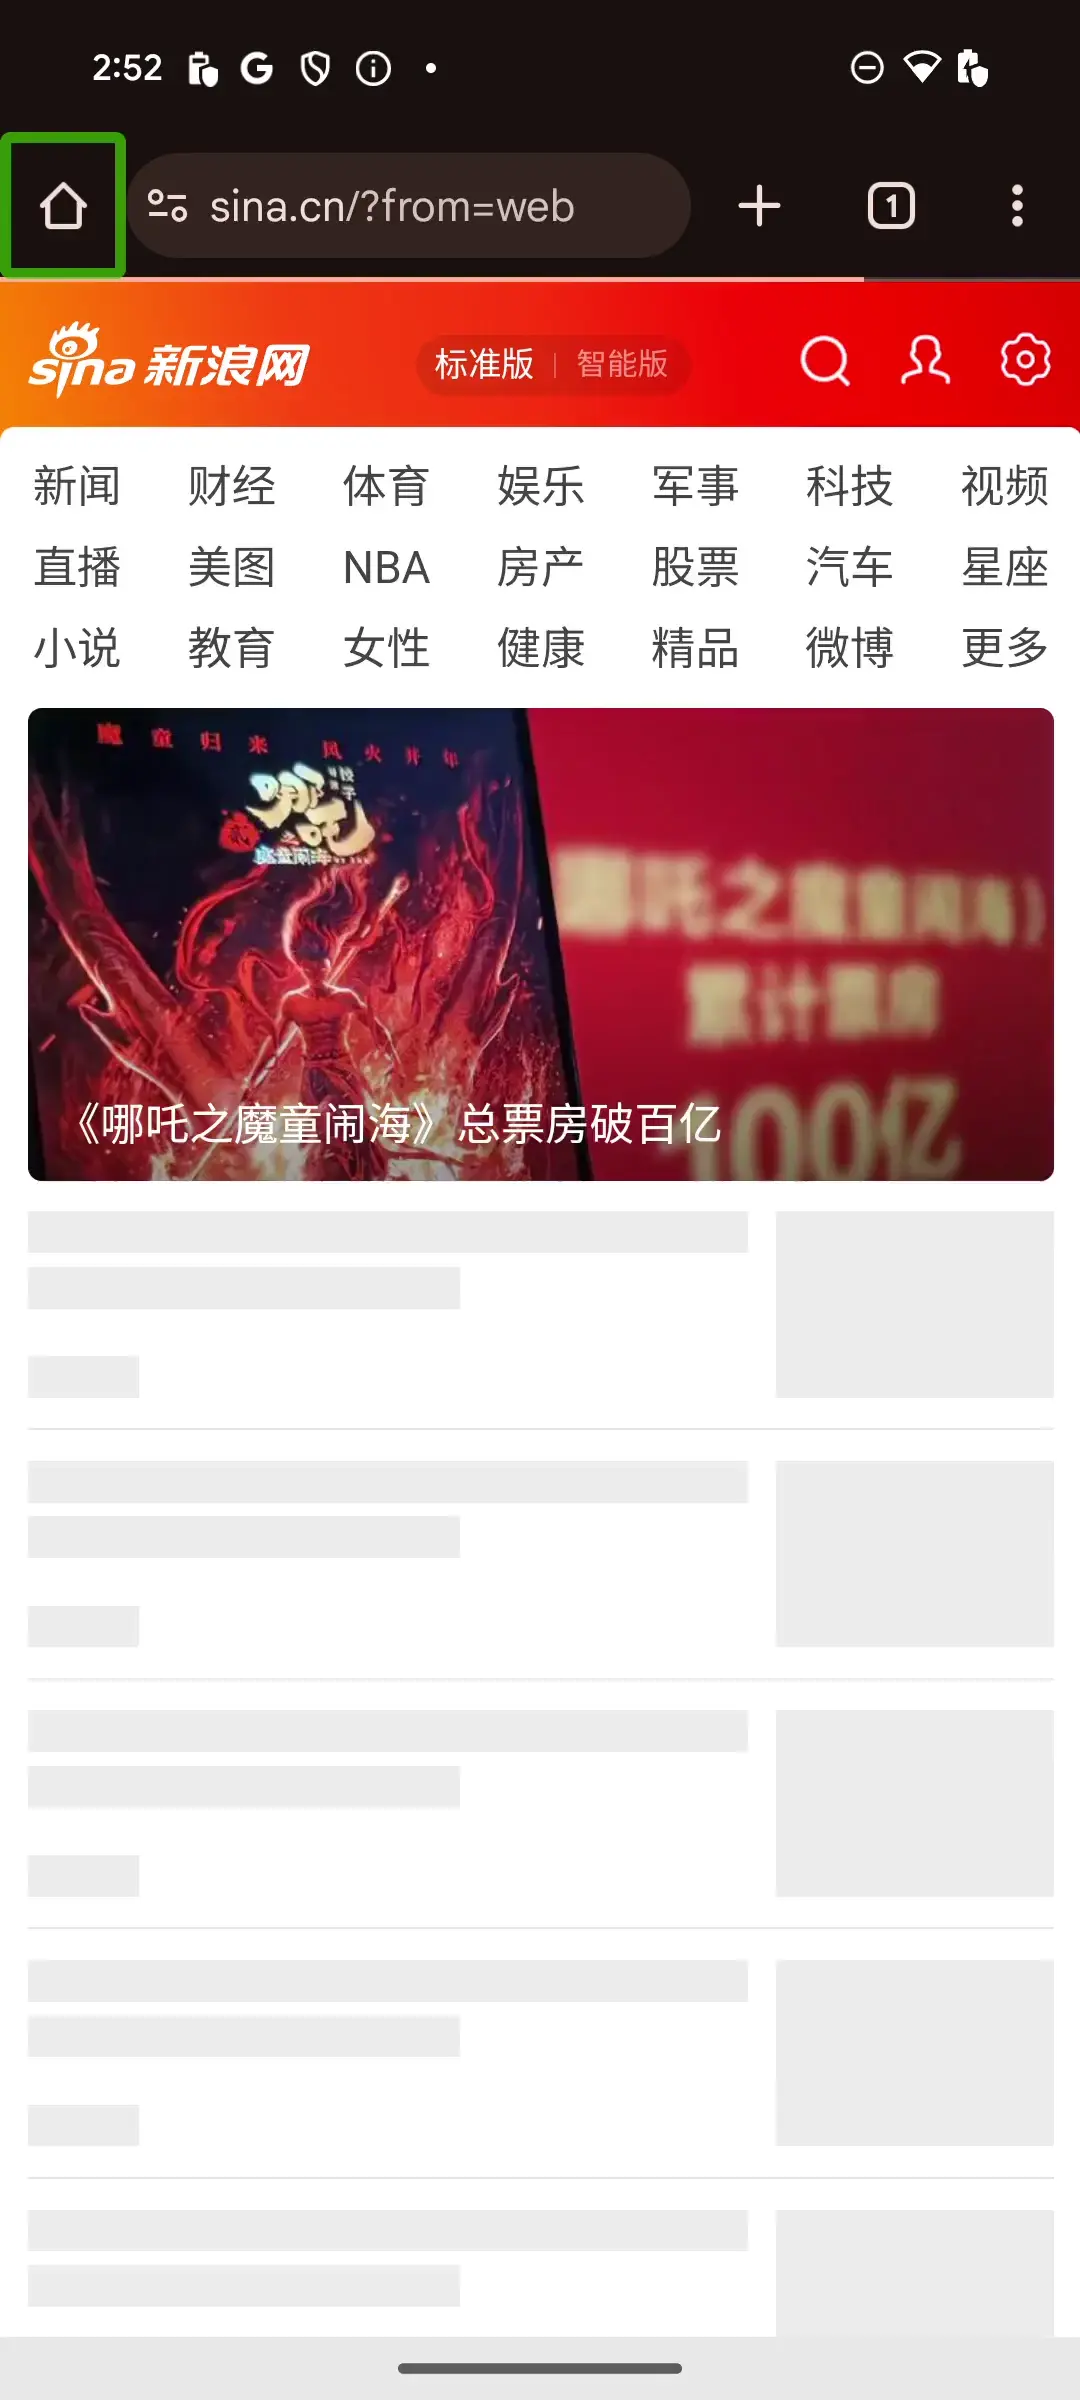 2:52
sina.cn/?from=web
1
sina 新浪网
标准版 | 智能版
新闻 财经 体育 娱乐 军事 科技 视频
直播 美图 NBA 房产 股票 汽车 星座
小说 教育 女性 健康 精品 微博 更多
魔童归来 风火并年
哪吒之
魔童闹海
哪吒之魔童闹海》
累计票房
100亿
《哪吒之魔童闹海》总票房破百亿